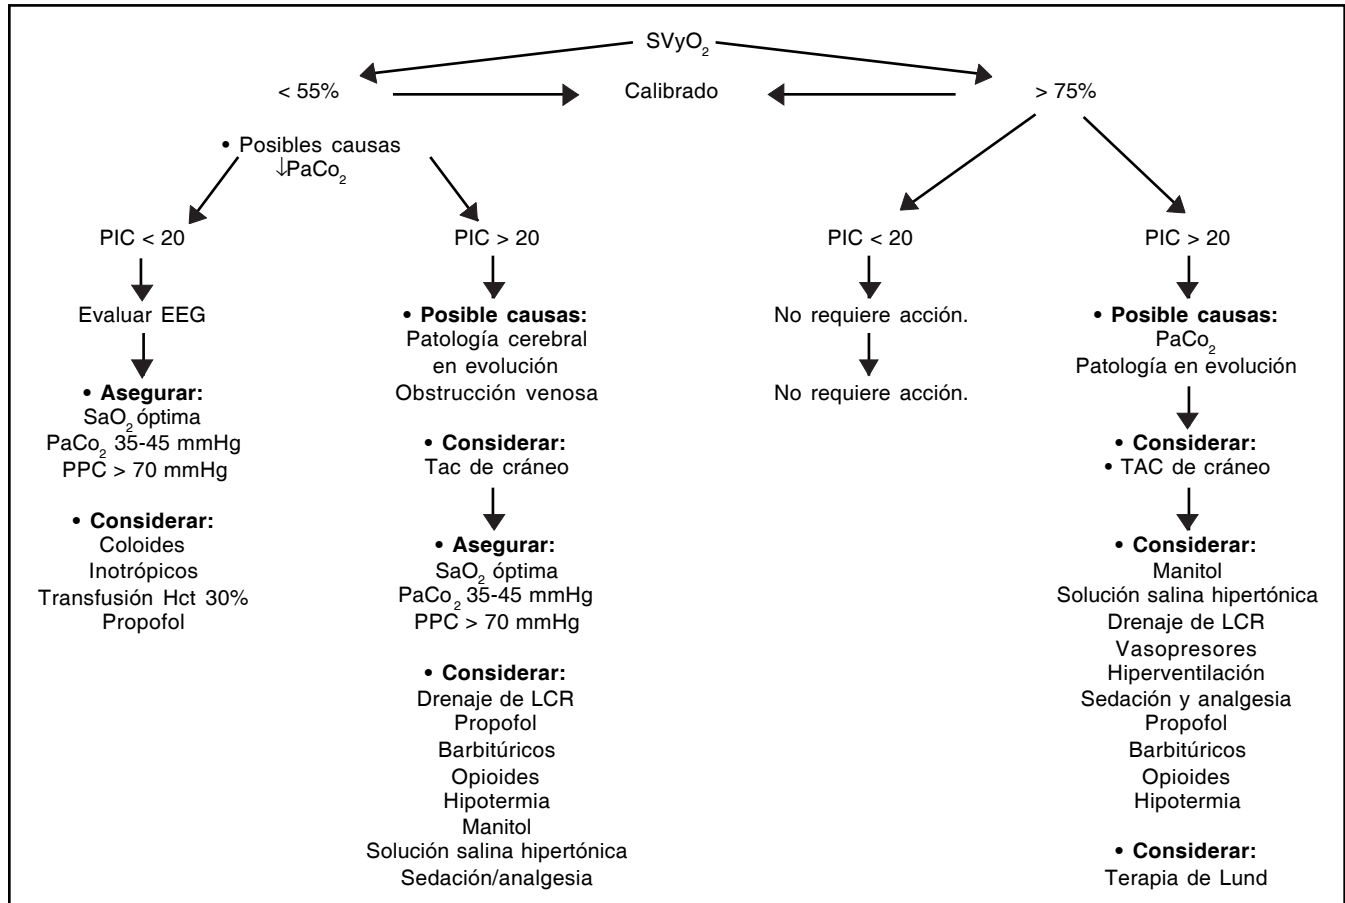 SVyO2
< 55%
Calibrado
> 75%
• Posibles causas
↓PaCo2
PIC < 20
Evaluar EEG
• Asegurar:
SaO2 óptima
PaCo2 35-45 mmHg
PPC > 70 mmHg
• Considerar:
Coloides
Inotrópicos
Transfusión Hct 30%
Propofol
PIC > 20
• Posible causas:
Patología cerebral
en evolución
Obstrucción venosa
• Considerar:
Tac de cráneo
• Asegurar:
SaO2 óptima
PaCo2 35-45 mmHg
PPC > 70 mmHg
• Considerar:
Drenaje de LCR
Propofol
Barbitúricos
Opioides
Hipotermia
Manitol
Solución salina hipertónica
Sedación/analgesia
PIC < 20
No requiere acción.
No requiere acción.
PIC > 20
• Posible causas:
PaCo2
Patología en evolución
• Considerar:
• TAC de cráneo
• Considerar:
Manitol
Solución salina hipertónica
Drenaje de LCR
Vasopresores
Hiperventilación
Sedación y analgesia
Propofol
Barbitúricos
Opioides
Hipotermia
• Considerar:
Terapia de Lund